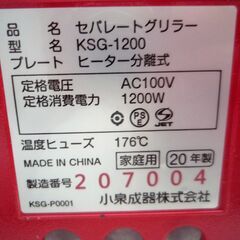 品名 セパレートグリラー
型名 KSG-1200
プレート ヒーター分離式
定格電圧 AC100V
定格消費電力 1200W
PSE JET
温度ヒューズ 176℃
MADE IN CHINA 家庭用 20年製
製造番号 207004
KSG-P0001 小泉成器株式会社